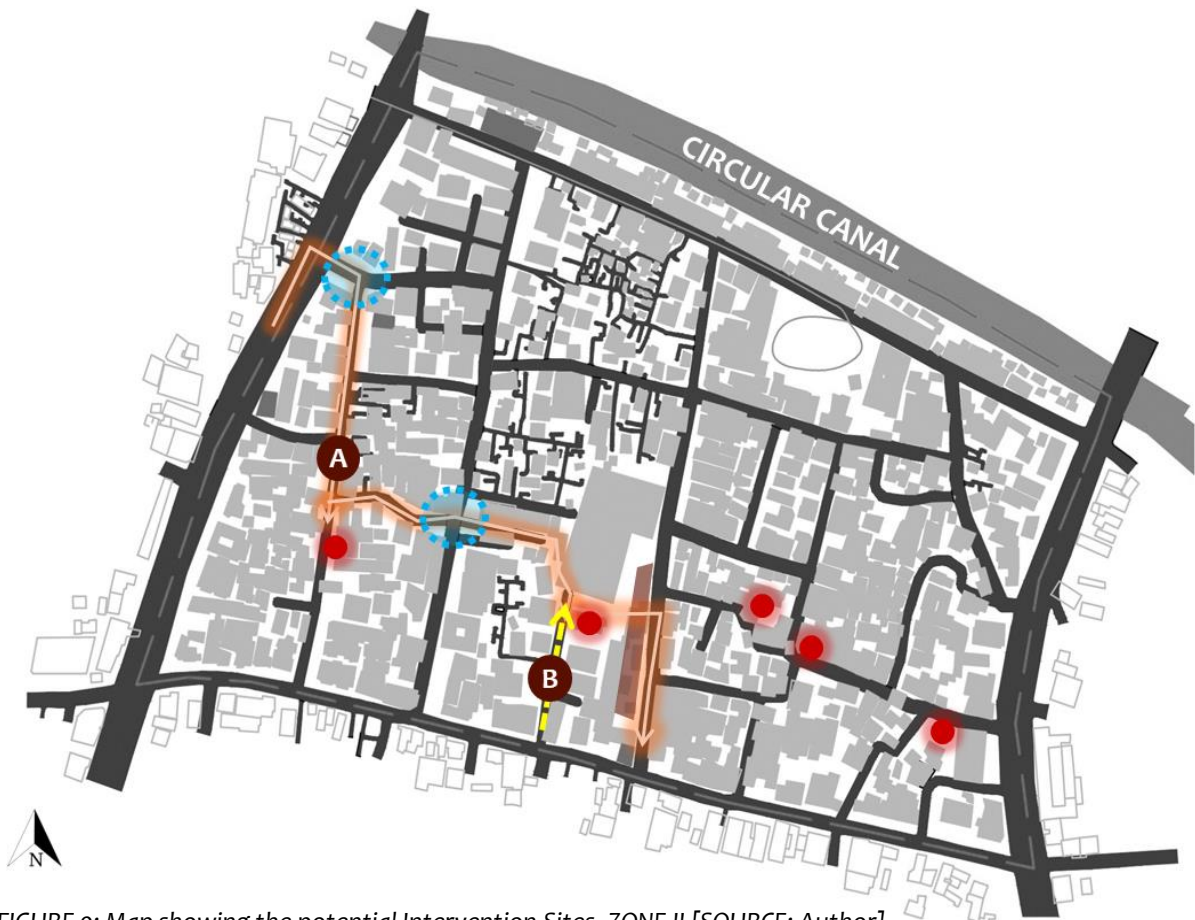 CIRCULAR CANAL
A
B
N
FIGURE 9: Map showing the potential Intervention Sites, ZONE II [SOURCE: Author]